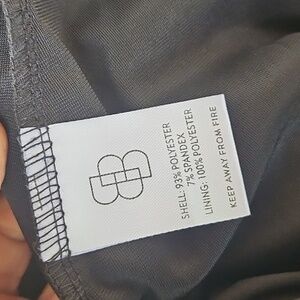 SHELL: 93% POLYESTER
7% SPANDEX
LINING: 100% POLYESTER
KEEP AWAY FROM FIRE